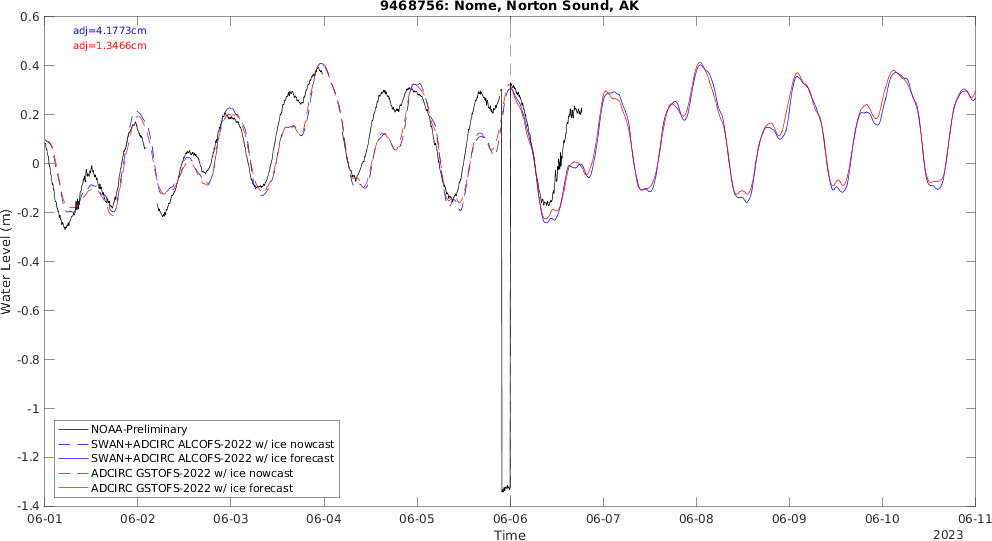 9468756: Nome, Norton Sound, AK
adj=4.1773cm
adj=1.3466cm
0.6
0.4
0.2
0
-0.2
-0.4
-0.6
-0.8
-1
-1.2
-1.4
Water Level (m)
NOAA-Preliminary
SWAN+ADCIRC ALCOFS-2022 w/ ice nowcast
SWAN+ADCIRC ALCOFS-2022 w/ ice forecast
ADCIRC GSTOFS-2022 w/ ice nowcast
ADCIRC GSTOFS-2022 w/ ice forecast
06-01 06-02 06-03 06-04 06-05 06-06 06-07 06-08 06-09 06-10 06-11
Time
2023